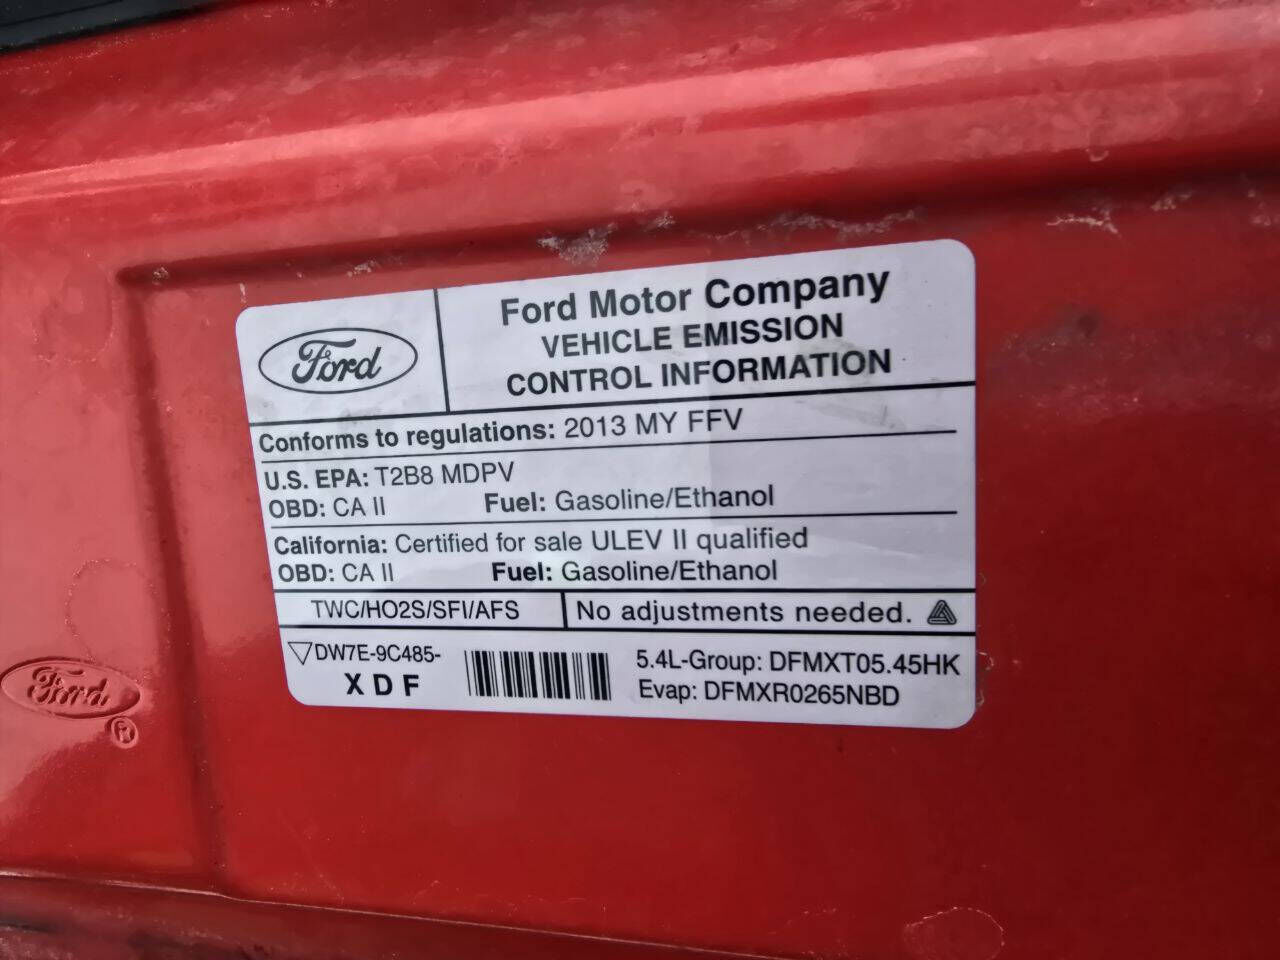 Ford
Ford Motor Company
VEHICLE EMISSION
CONTROL INFORMATION
Conforms to regulations: 2013 MY FFV
U.S. EPA: T2B8 MDPV
OBD: CA II Fuel: Gasoline/Ethanol
California: Certified for sale ULEV II qualified
OBD: CA II Fuel: Gasoline/Ethanol
TWC/HO2S/SFI/AFS No adjustments needed.
DW7E-9C485-
XDF
5.4L-Group: DFMXT05.45HK
Evap: DFMXR0265NBD
Ford
®